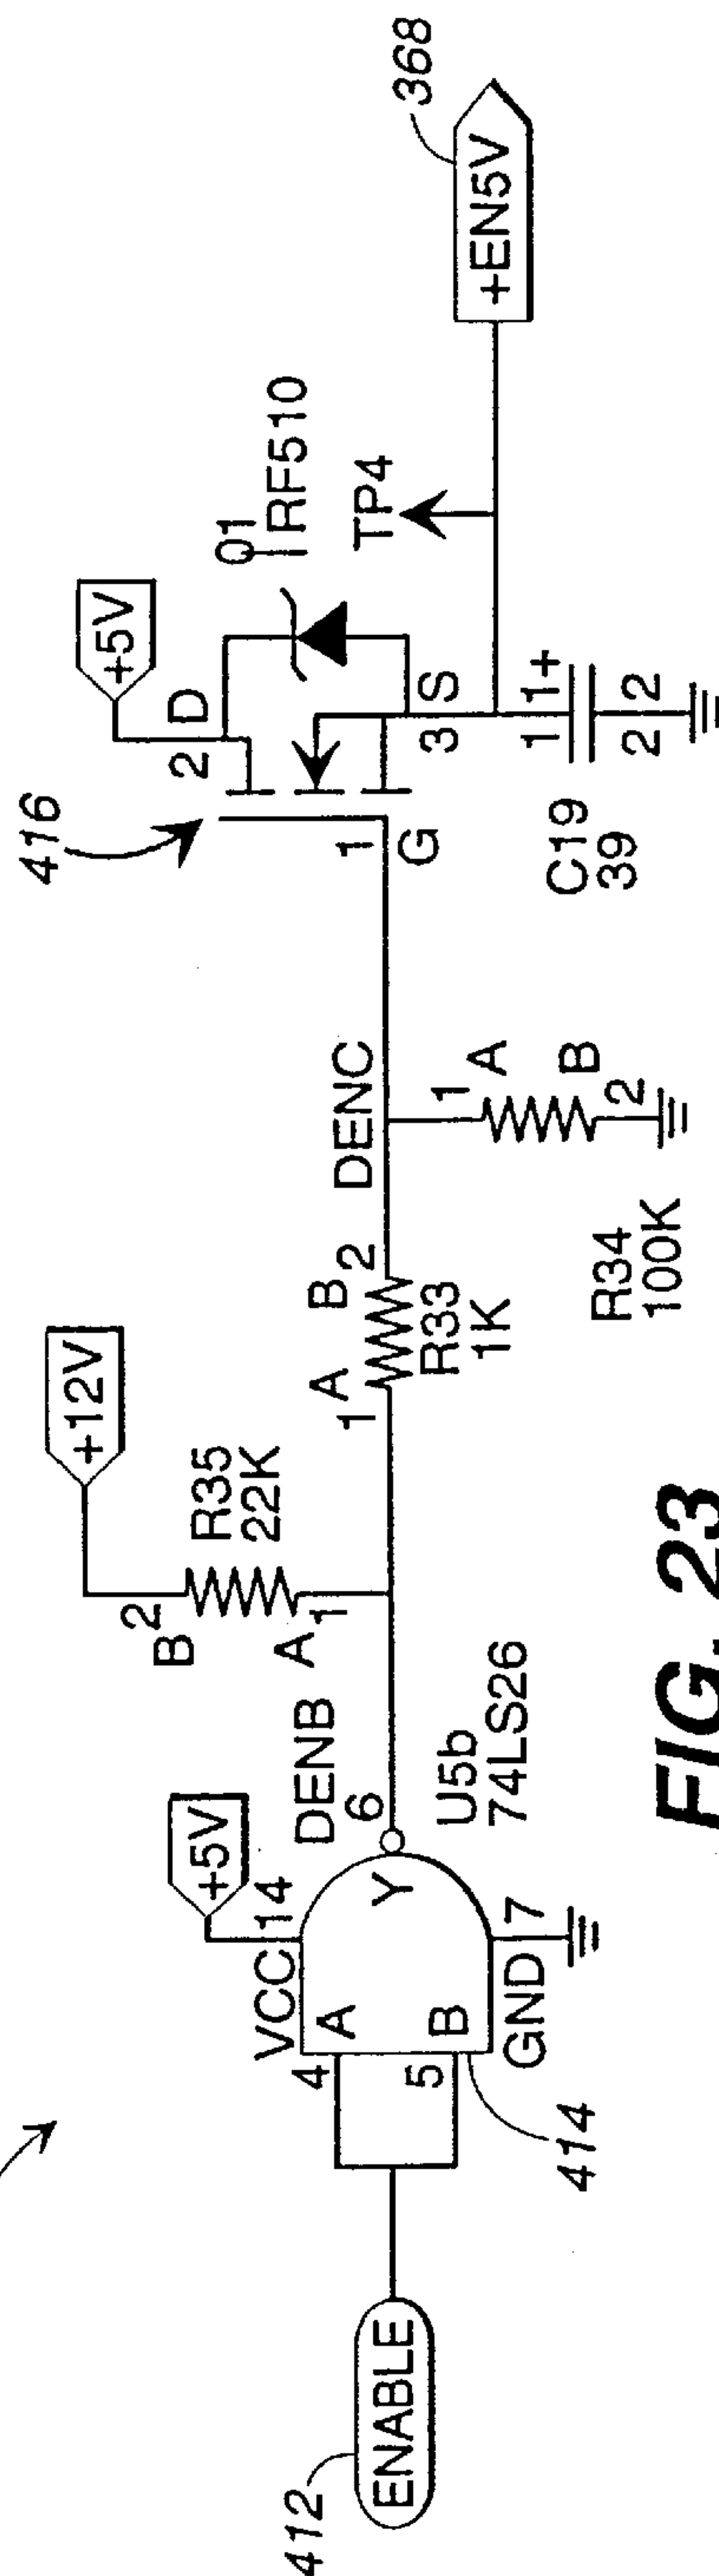 412
ENABLE
4
5
A
B
414
VCC
14
+5V
GND
7
Y
6
DENB
U5b
74LS26
+12V
2
B
R35
22K
A
1
1
A
B
2
R33
1K
DENC
1
A
B
2
R34
100K
416
+5V
2
D
1
G
3
S
Q1
IRF510
TP4
1
1+
2
2
C19
39
+EN5V
368
FIG. 23